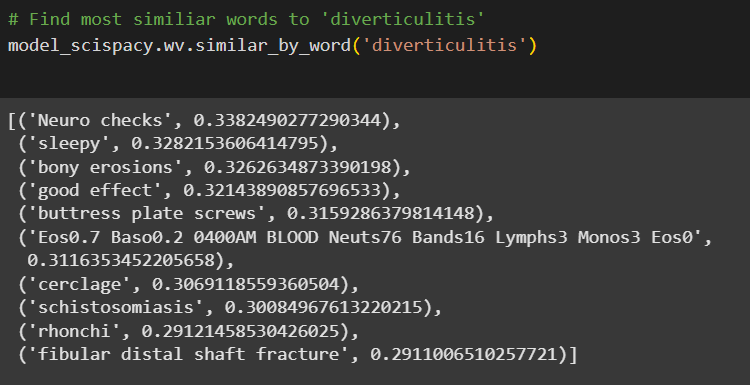 # Find most similiar words to 'diverticulitis'
model_scispacy.wv.similar_by_word('diverticulitis')
[('Neuro checks', 0.3382490277290344),
('sleepy', 0.3282153606414795),
('bony erosions', 0.3262634873390198),
('good effect', 0.32143890857696533),
('buttress plate screws', 0.3159286379814148),
('Eos0.7 Baso0.2 0400AM BLOOD Neuts76 Bands16 Lymphs3 Monos3 Eos0',
0.3116353452205658),
('cerclage', 0.3069118559360504),
('schistosomiasis', 0.30084967613220215),
('rhonchi', 0.29121458530426025),
('fibular distal shaft fracture', 0.2911006510257721)]